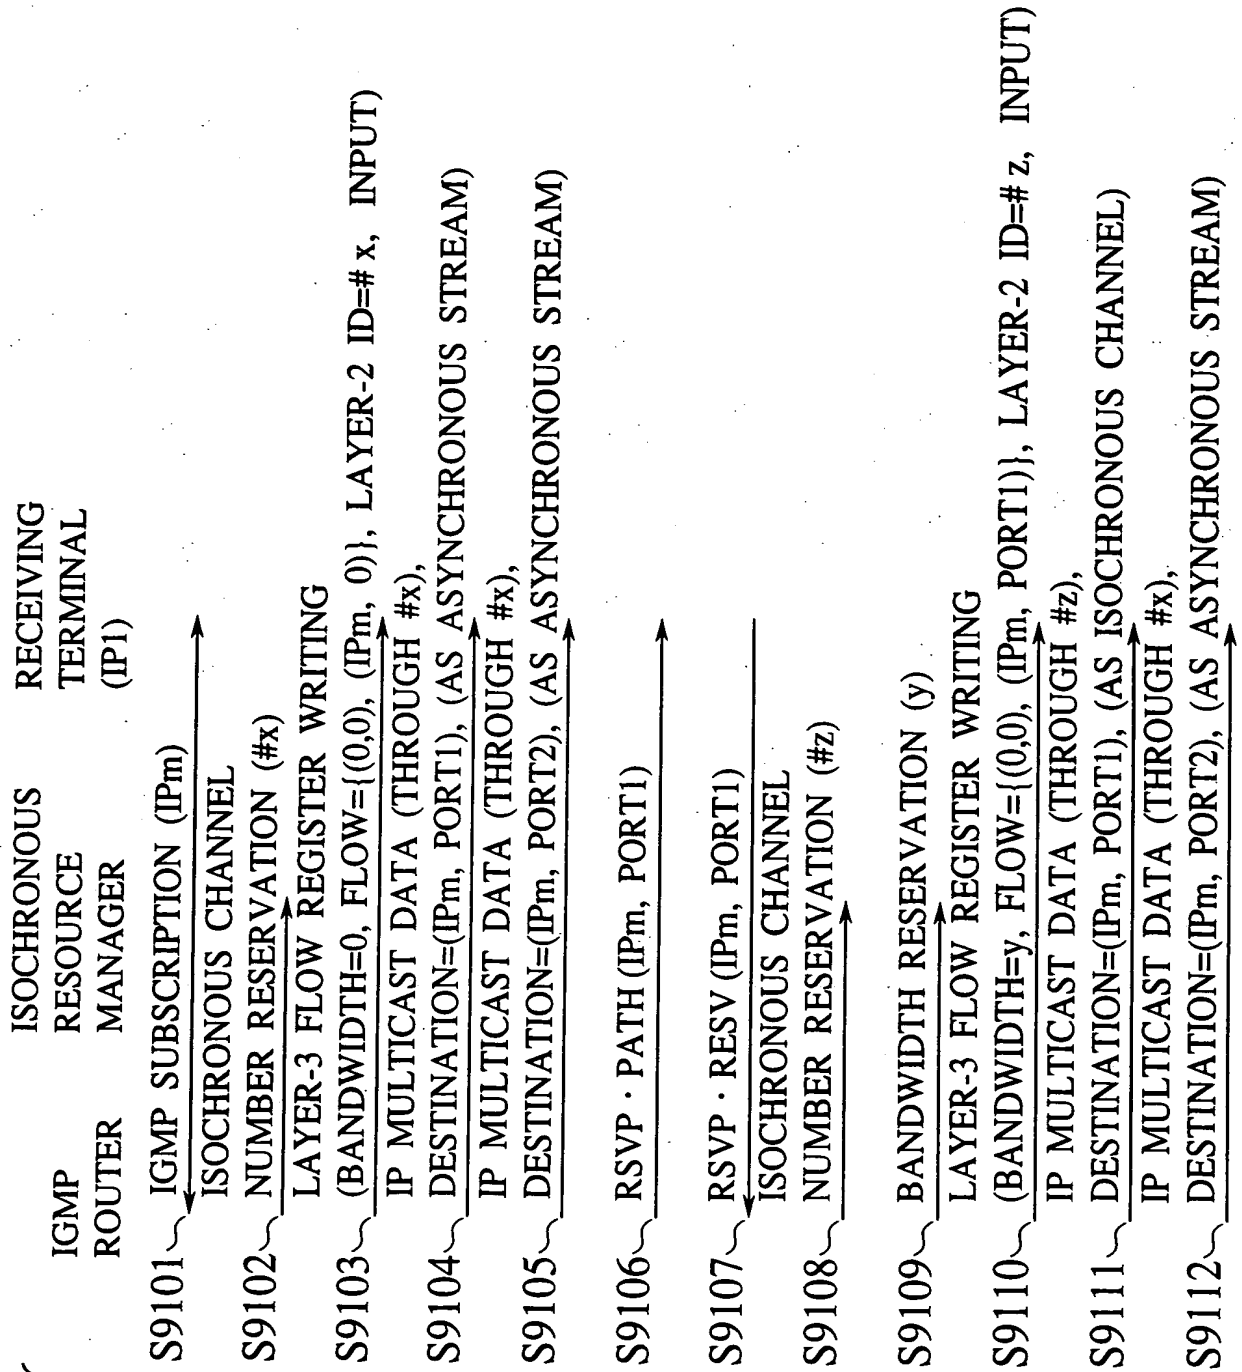 IGMP
ROUTER
ISOCHRONOUS
RESOURCE
MANAGER
RECEIVING
TERMINAL
(IP1)
S9101 IGMP SUBSCRIPTION (IPm)
ISOCHRONOUS CHANNEL
S9102 NUMBER RESERVATION (#x)
LAYER-3 FLOW REGISTER WRITING
S9103 (BANDWIDTH=0, FLOW={(0,0), (IPm, 0)}, LAYER-2 ID=# x, INPUT)
IP MULTICAST DATA (THROUGH #x),
S9104 DESTINATION=(IPm, PORT1), (AS ASYNCHRONOUS STREAM)
IP MULTICAST DATA (THROUGH #x),
S9105 DESTINATION=(IPm, PORT2), (AS ASYNCHRONOUS STREAM)
S9106 RSVP · PATH (IPm, PORT1)
S9107 RSVP · RESV (IPm, PORT1)
ISOCHRONOUS CHANNEL
S9108 NUMBER RESERVATION (#z)
S9109 BANDWIDTH RESERVATION (y)
LAYER-3 FLOW REGISTER WRITING
S9110 (BANDWIDTH=y, FLOW={(0,0), (IPm, PORT1)}, LAYER-2 ID=# z, INPUT)
IP MULTICAST DATA (THROUGH #z),
S9111 DESTINATION=(IPm, PORT1), (AS ISOCHRONOUS CHANNEL)
IP MULTICAST DATA (THROUGH #x),
S9112 DESTINATION=(IPm, PORT2), (AS ASYNCHRONOUS STREAM)